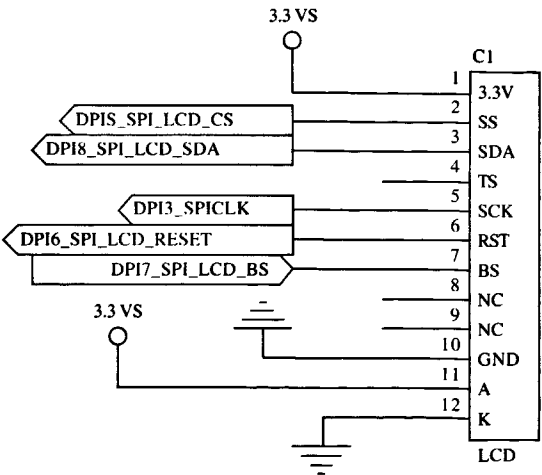 3.3 VS
C1
1 3.3V
DPIS_SPI_LCD_CS 2 SS
DPI8_SPI_LCD_SDA 3 SDA
4 TS
DPI3_SPICLK 5 SCK
DPI6_SPI_LCD_RESET 6 RST
DPI7_SPI_LCD_BS 7 BS
8 NC
3.3 VS
9 NC
10 GND
11 A
12 K
LCD